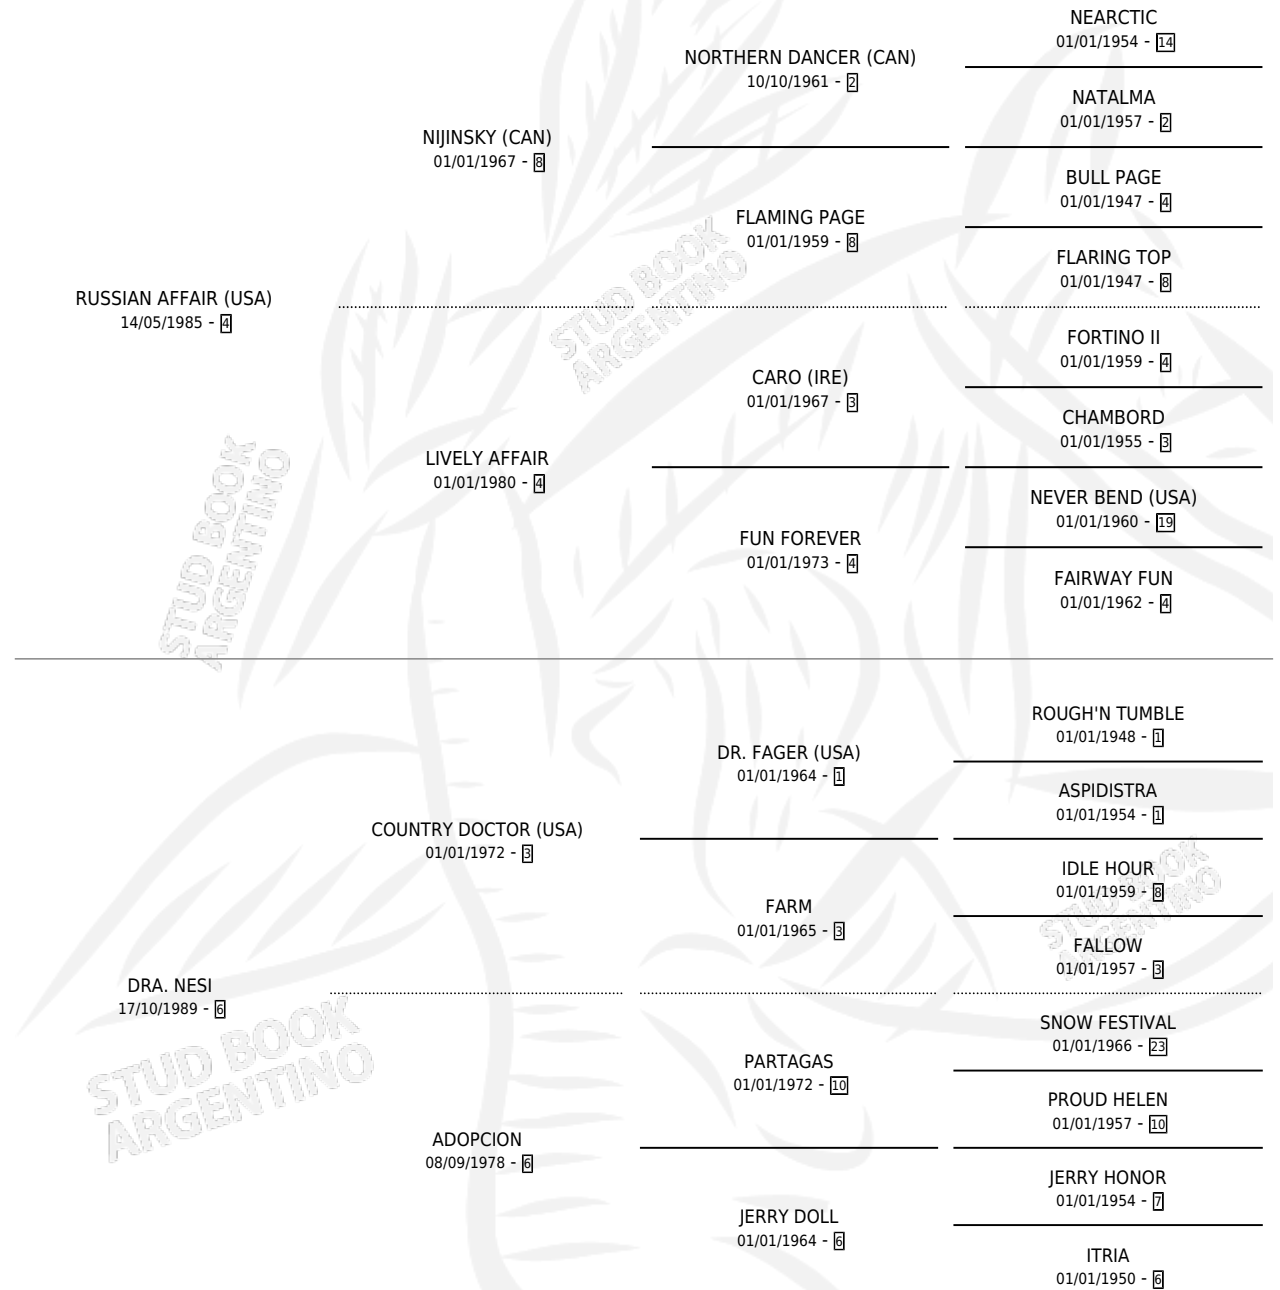 NEARCTIC
01/01/1954 - 14
NORTHERN DANCER (CAN)
10/10/1961 - 2
NATALMA
01/01/1957 - 2
NIJINSKY (CAN)
01/01/1967 - 8
BULL PAGE
01/01/1947 - 4
FLAMING PAGE
01/01/1959 - 8
FLARING TOP
01/01/1947 - 8
RUSSIAN AFFAIR (USA)
14/05/1985 - 4
STUD BOOK
ARGENTINO
FORTINO II
01/01/1959 - 4
CARO (IRE)
01/01/1967 - 3
CHAMBORD
01/01/1955 - 3
LIVELY AFFAIR
01/01/1980 - 4
NEVER BEND (USA)
01/01/1960 - 19
FUN FOREVER
01/01/1973 - 4
FAIRWAY FUN
01/01/1962 - 4
STUD BOOK
ARGENTINO
ROUGH'N TUMBLE
01/01/1948 - 1
DR. FAGER (USA)
01/01/1964 - 1
ASPIDISTRA
01/01/1954 - 1
COUNTRY DOCTOR (USA)
01/01/1972 - 3
IDLE HOUR
01/01/1959 - 8
FARM
01/01/1965 - 3
STUD BOOK
ARGENTINO
FALLOW
01/01/1957 - 3
DRA. NESI
17/10/1989 - 6
SNOW FESTIVAL
01/01/1966 - 23
PARTAGAS
01/01/1972 - 10
STUD BOOK
ARGENTINO
PROUD HELEN
01/01/1957 - 10
ADOPCION
08/09/1978 - 6
JERRY HONOR
01/01/1954 - 7
JERRY DOLL
01/01/1964 - 6
ITRIA
01/01/1950 - 6